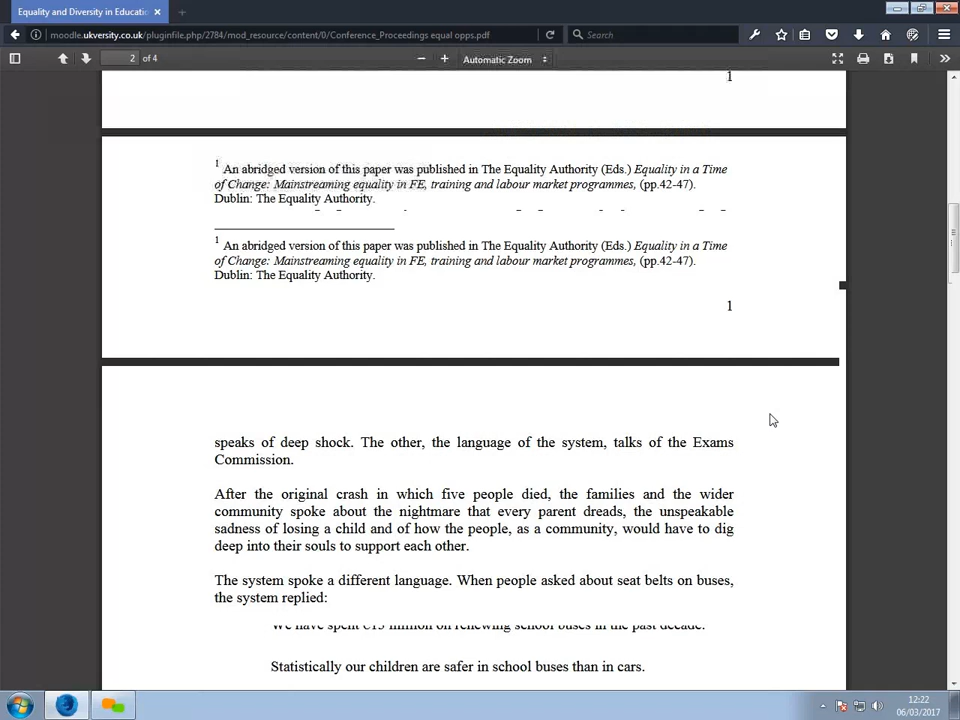 Equality and Diversity in Educatio
moodle.ukversity.co.uk/pluginfile.php/2784/mod_resource/content/0/Conference_Proceedings equal opps.pdf
Search
2 of 4
Automatic Zoom
1
1 An abridged version of this paper was published in The Equality Authority (Eds.) Equality in a Time
of Change: Mainstreaming equality in FE, training and labour market programmes, (pp.42-47).
Dublin: The Equality Authority.
1 An abridged version of this paper was published in The Equality Authority (Eds.) Equality in a Time
of Change: Mainstreaming equality in FE, training and labour market programmes, (pp.42-47).
Dublin: The Equality Authority.
1
speaks of deep shock. The other, the language of the system, talks of the Exams
Commission.
After the original crash in which five people died, the families and the wider
community spoke about the nightmare that every parent dreads, the unspeakable
sadness of losing a child and of how the people, as a community, would have to dig
deep into their souls to support each other.
The system spoke a different language. When people asked about seat belts on buses,
the system replied:
We have spent €15 million on renewing school buses in the past decade.
Statistically our children are safer in school buses than in cars.
12:22
06/03/2017